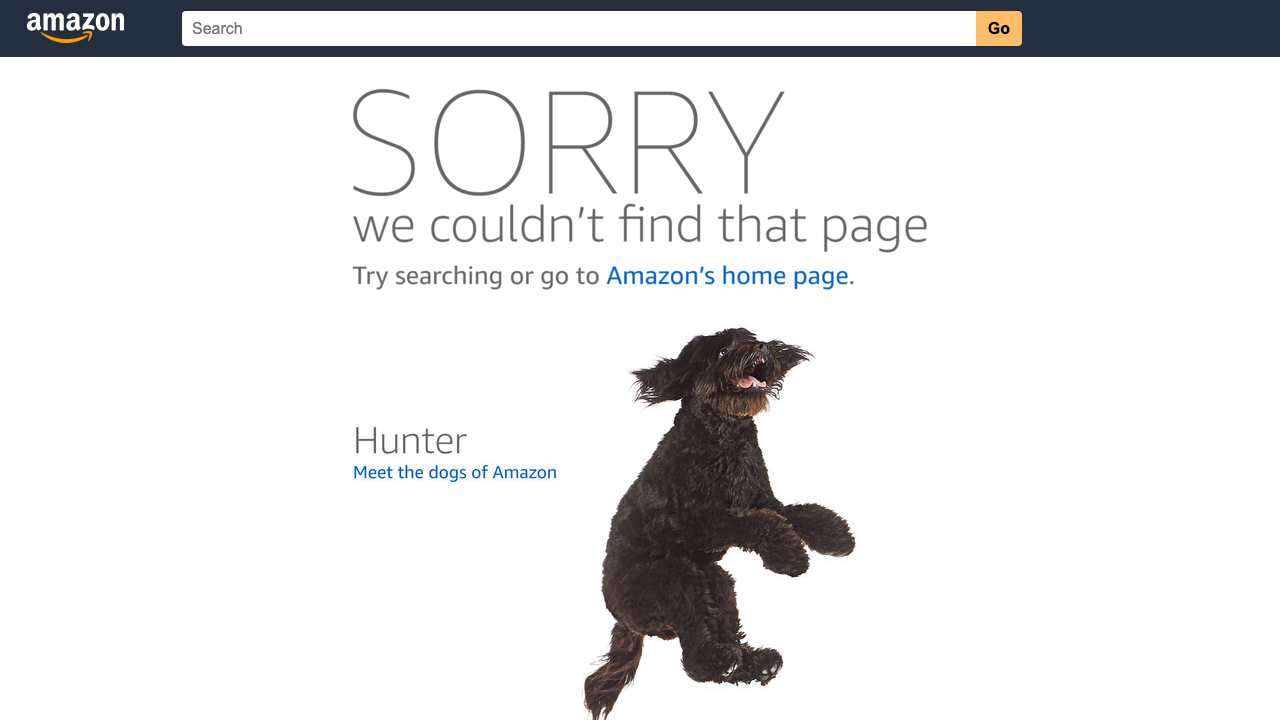 amazon
Search
Go
SORRY
we couldn't find that page
Try searching or go to Amazon's home page.
Hunter
Meet the dogs of Amazon